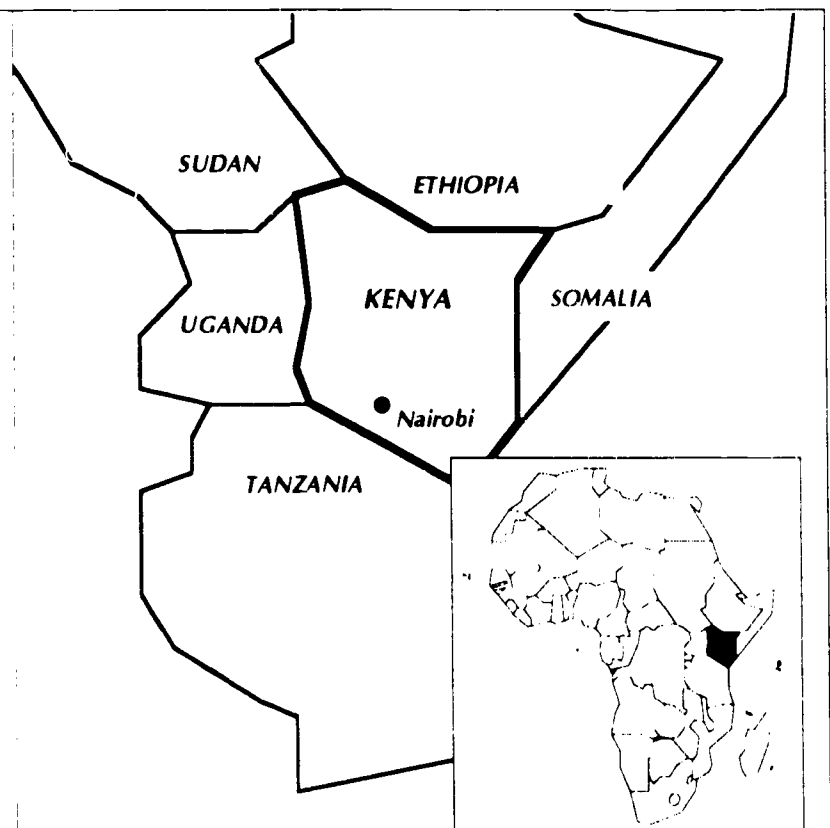 SUDAN
ETHIOPIA
KENYA
SOMALIA
UGANDA
Nairobi
TANZANIA